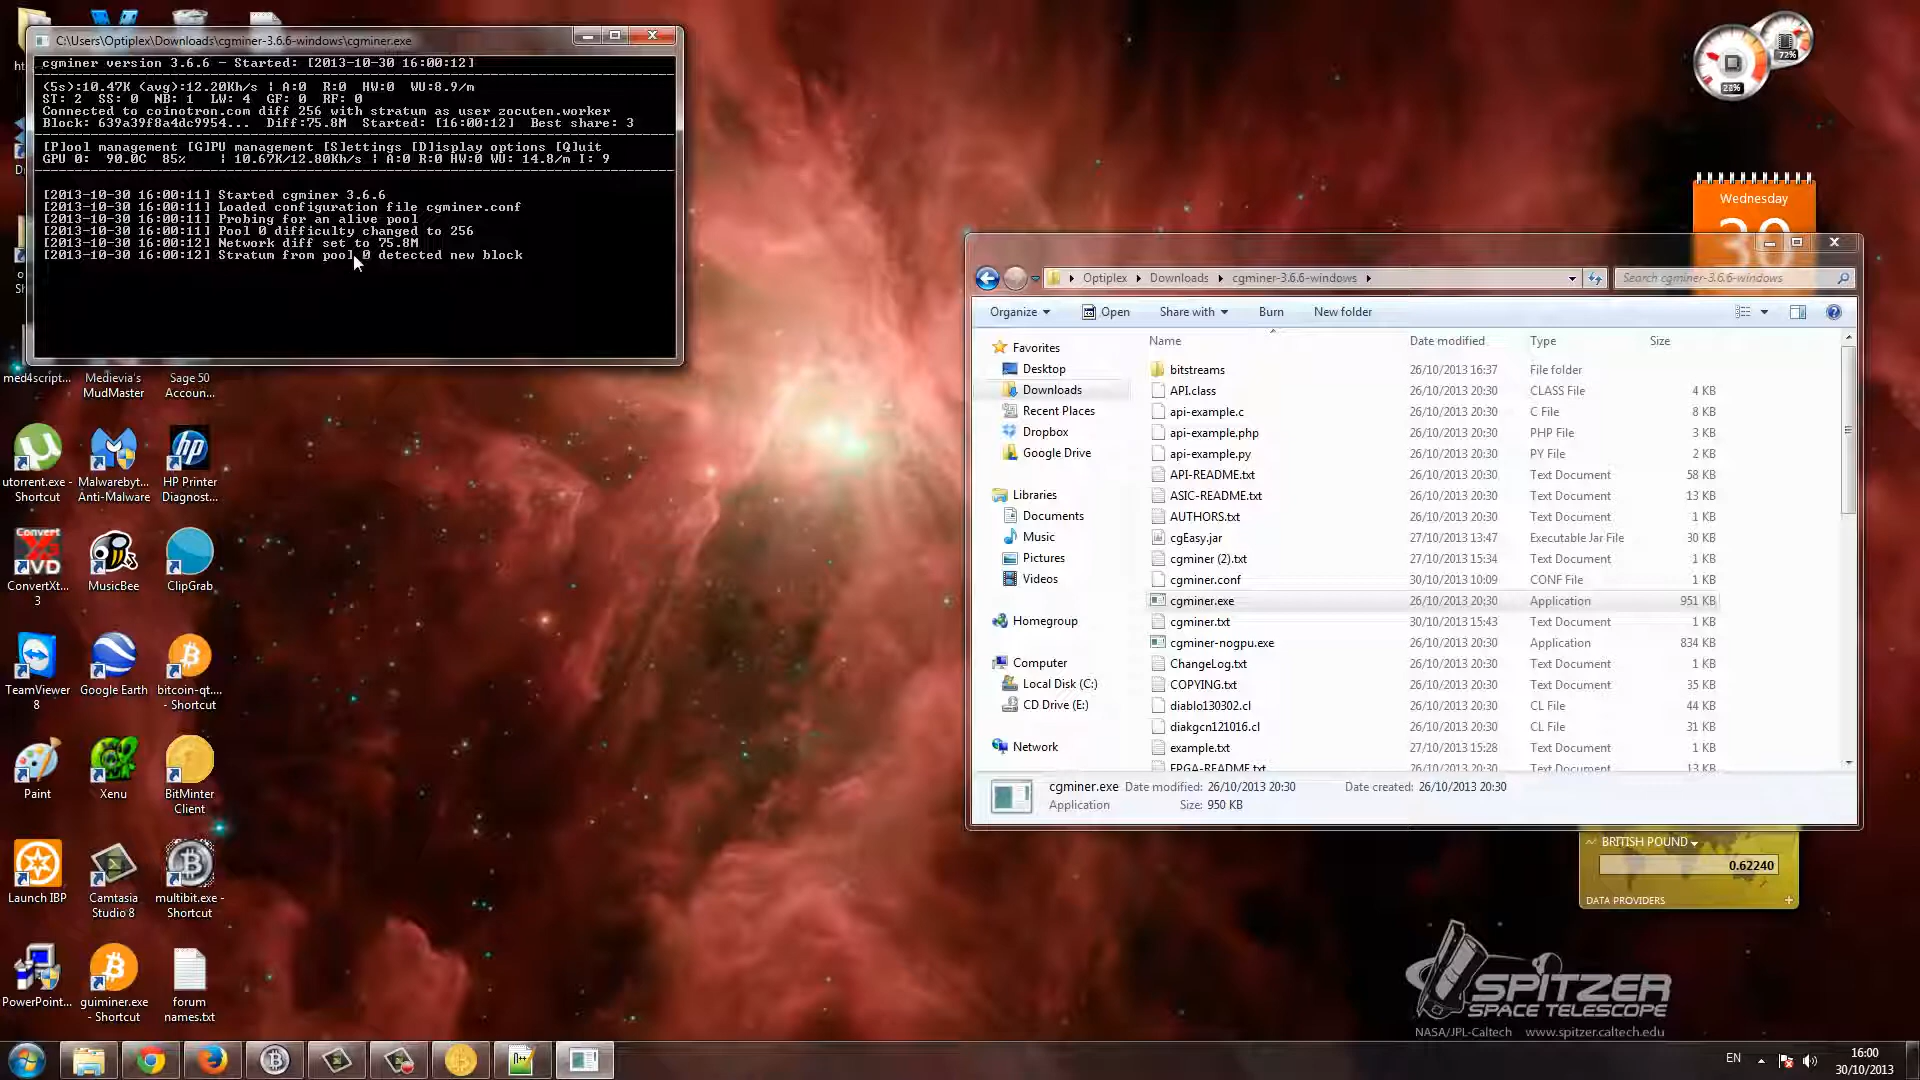 C:\Users\Optiplex\Downloads\cgminer-3.6.6-windows\cgminer.exe
cgminer version 3.6.6 - Started: [2013-10-30 16:00:12]
(5s):10.47K (avg):12.20Kh/s | A:0 R:0 HW:0 WU:8.9/m
ST: 2 SS: 0 NB: 1 LW: 4 GF: 0 RF: 0
Connected to coinotron.com diff 256 with stratum as user zocuten.worker
Block: 639a39f8a4dc9954... Diff:75.8M Started: [16:00:12] Best share: 3
[P]ool management [G]PU management [S]ettings [D]isplay options [Q]uit
GPU 0: 90.0C 85% | 10.67K/12.80Kh/s | A:0 R:0 HW:0 WU: 14.8/m I: 9
[2013-10-30 16:00:11] Started cgminer 3.6.6
[2013-10-30 16:00:11] Loaded configuration file cgminer.conf
[2013-10-30 16:00:11] Probing for an alive pool
[2013-10-30 16:00:11] Pool 0 difficulty changed to 256
[2013-10-30 16:00:12] Network diff set to 75.8M
[2013-10-30 16:00:12] Stratum from pool 0 detected new block
72%
28%
Wednesday
30
Optiplex Downloads cgminer-3.6.6-windows
Search cgminer-3.6.6-windows
Organize Open Share with Burn New folder
Name Date modified Type Size
Favorites
Desktop
Downloads
Recent Places
Dropbox
Google Drive
Libraries
Documents
Music
Pictures
Videos
Homegroup
Computer
Local Disk (C:)
CD Drive (E:)
Network
bitstreams 26/10/2013 16:37 File folder
API.class 26/10/2013 20:30 CLASS File 4 KB
api-example.c 26/10/2013 20:30 C File 8 KB
api-example.php 26/10/2013 20:30 PHP File 3 KB
api-example.py 26/10/2013 20:30 PY File 2 KB
API-README.txt 26/10/2013 20:30 Text Document 58 KB
ASIC-README.txt 26/10/2013 20:30 Text Document 13 KB
AUTHORS.txt 26/10/2013 20:30 Text Document 1 KB
cgEasy.jar 27/10/2013 13:47 Executable Jar File 30 KB
cgminer (2).txt 27/10/2013 15:34 Text Document 1 KB
cgminer.conf 30/10/2013 10:09 CONF File 1 KB
cgminer.exe 26/10/2013 20:30 Application 951 KB
cgminer.txt 30/10/2013 15:43 Text Document 1 KB
cgminer-nogpu.exe 26/10/2013 20:30 Application 834 KB
ChangeLog.txt 26/10/2013 20:30 Text Document 1 KB
COPYING.txt 26/10/2013 20:30 Text Document 35 KB
diablo130302.cl 26/10/2013 20:30 CL File 44 KB
diakgcn121016.cl 26/10/2013 20:30 CL File 31 KB
example.txt 27/10/2013 15:28 Text Document 1 KB
FPGA-README.txt 26/10/2013 20:30 Text Document 13 KB
cgminer.exe Date modified: 26/10/2013 20:30 Date created: 26/10/2013 20:30
Application Size: 950 KB
med4script...
Medievia's
MudMaster
Sage 50
Accoun...
utorrent.exe -
Shortcut
Malwarebyt...
Anti-Malware
HP Printer
Diagnost...
ConvertXt...
3
MusicBee
ClipGrab
TeamViewer
8
Google Earth
bitcoin-qt....
- Shortcut
Paint
Xenu
BitMinter
Client
Launch IBP
Camtasia
Studio 8
multibit.exe -
Shortcut
PowerPoint...
guiminer.exe
- Shortcut
forum
names.txt
BRITISH POUND
0.62240
DATA PROVIDERS
SPITZER
SPACE TELESCOPE
NASA/JPL-Caltech www.spitzer.caltech.edu
EN
16:00
30/10/2013